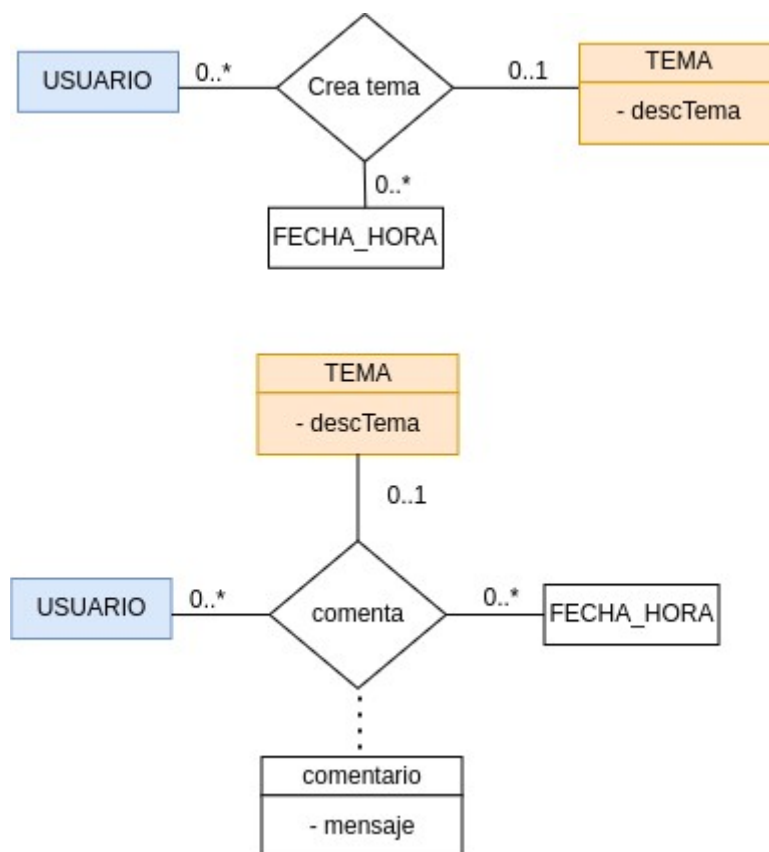 USUARIO
0..*
Crea tema
0..1
TEMA
- descTema
0..*
FECHA_HORA
TEMA
- descTema
0..1
USUARIO
0..*
comenta
0..*
FECHA_HORA
comentario
- mensaje